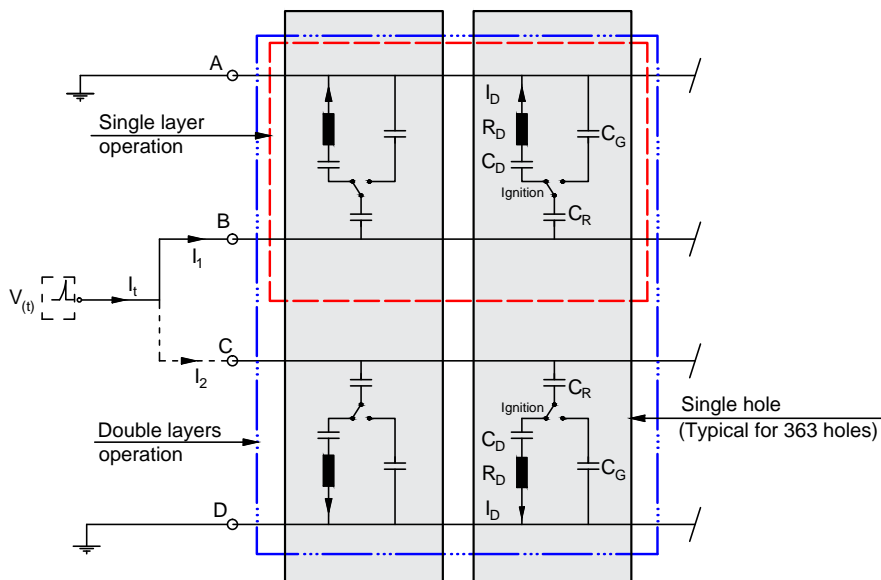 A
I_D
Single layer
operation
R_D
C_G
C_D
Ignition
C_R
B
I_1
V_(t)
I_t
C
I_2
C_R
Ignition
Single hole
(Typical for 363 holes)
Double layers
operation
C_D
R_D
C_G
D
I_D